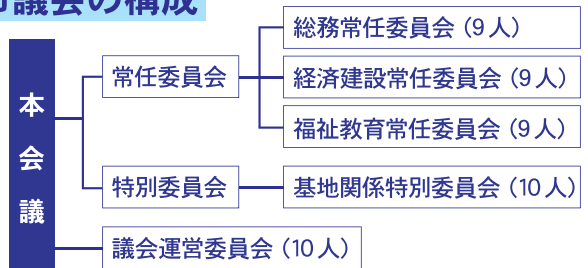 議会の構成
本会議
常任委員会
総務常任委員会（9人）
経済建設常任委員会（9人）
福祉教育常任委員会（9人）
特別委員会
基地関係特別委員会（10人）
議会運営委員会（10人）